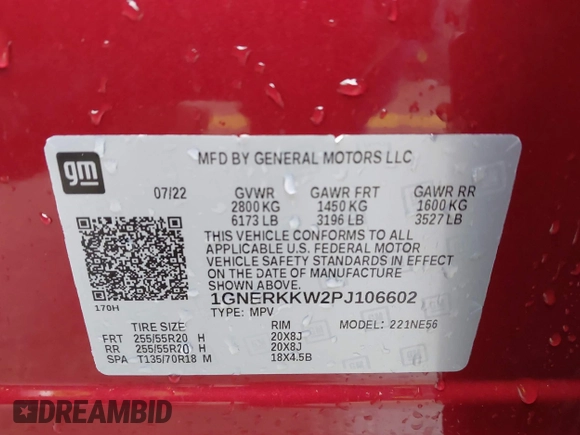 gm
MFD BY GENERAL MOTORS LLC
07/22 GVWR GAWR FRT GAWR RR
2800 KG 1450 KG 1600 KG
6173 LB 3196 LB 3527 LB
THIS VEHICLE CONFORMS TO ALL
APPLICABLE U.S. FEDERAL MOTOR
VEHICLE SAFETY STANDARDS IN EFFECT
ON THE DATE OF MANUFACTURE
SHOWN ABOVE.
170H 1GNERKKW2PJ106602
TYPE: MPV MODEL: 221NE56
TIRE SIZE RIM
FRT 255/55R20 H 20X8J
RR 255/55R20 H 20X8J
SPA T135/70R18 M 18X4.5B
DREAMBID